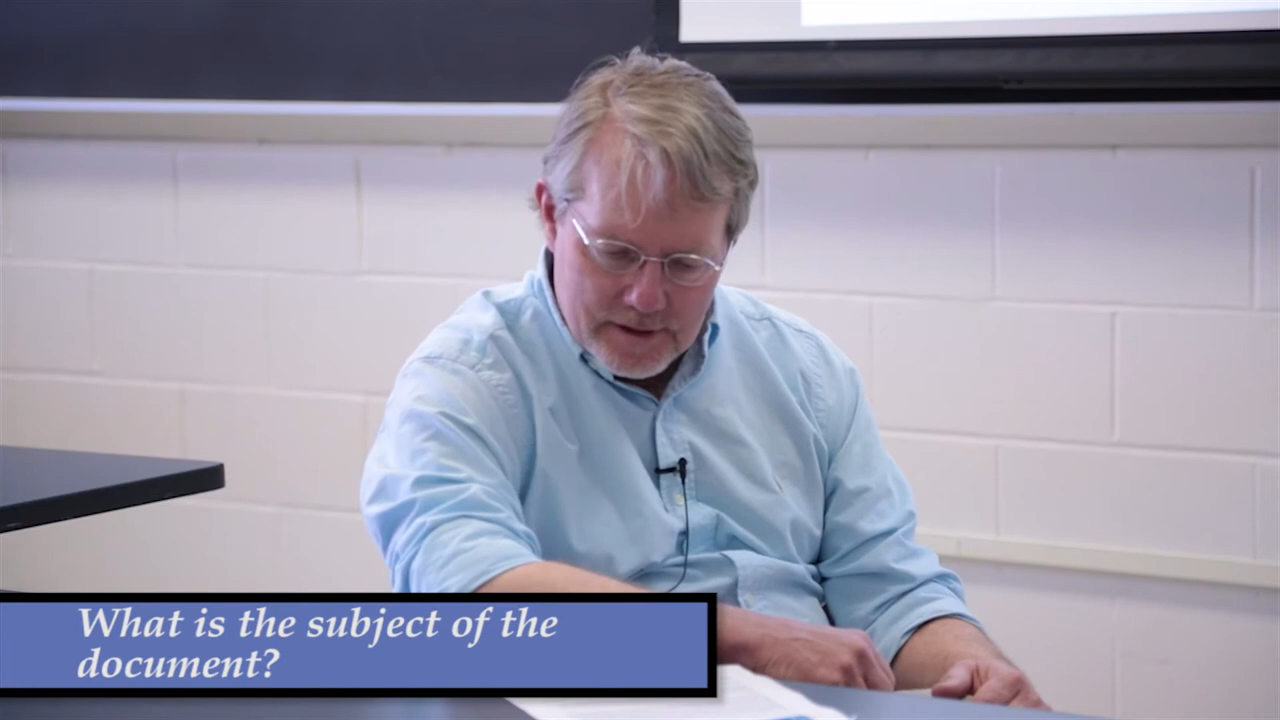 What is the subject of the
document?